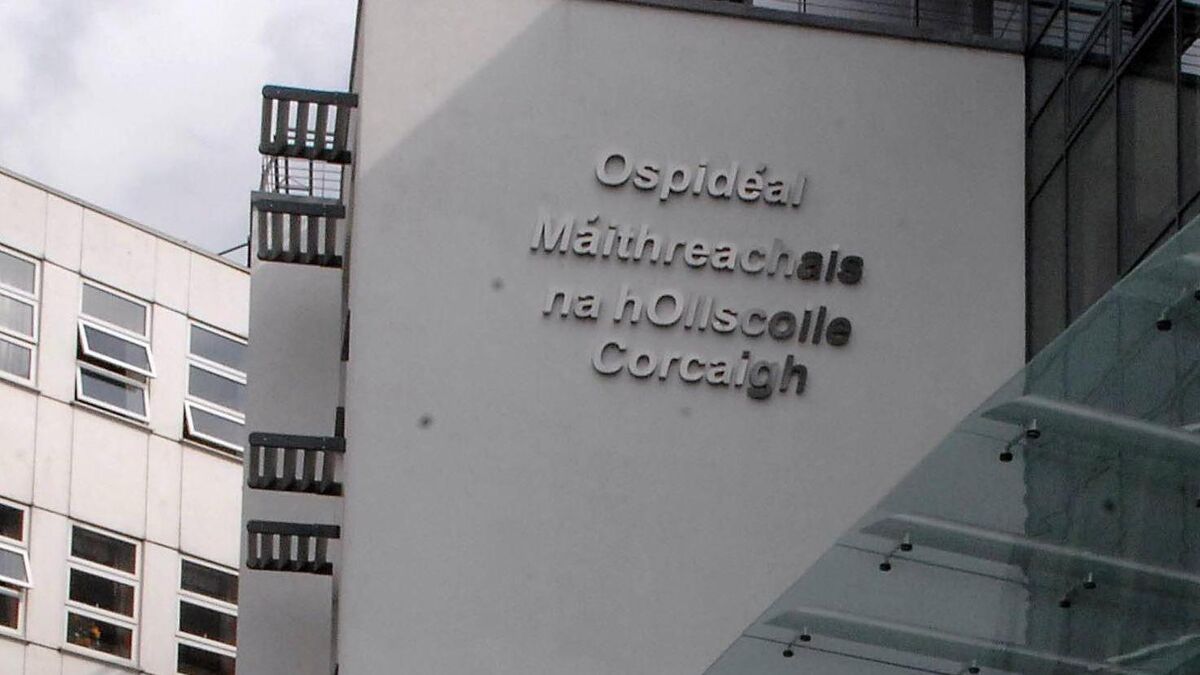 Ospidéal
Máithreachais
na hOllscoile
Corcaigh